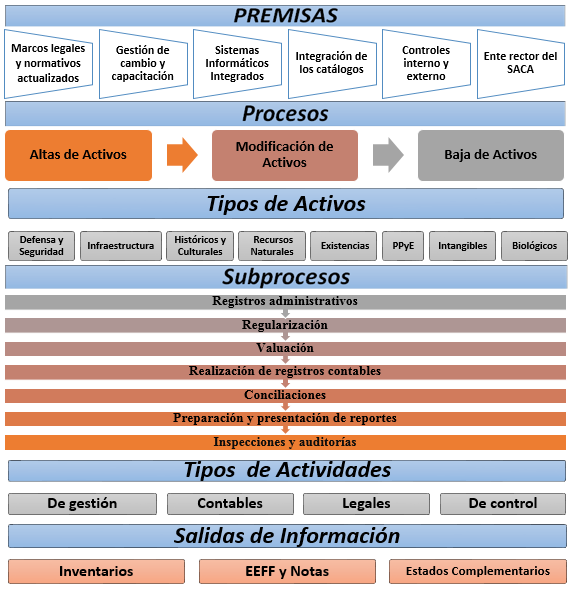 PREMISAS
Marcos legales
y normativos
actualizados
Gestión de
cambio y
capacitación
Sistemas
Informáticos
Integrados
Integración de
los catálogos
Controles
interno y
externo
Ente rector del
SACA
Procesos
Altas de Activos
Modificación de
Activos
Baja de Activos
Tipos de Activos
Defensa y
Seguridad
Infraestructura
Históricos y
Culturales
Recursos
Naturales
Existencias
PPyE
Intangibles
Biológicos
Subprocesos
Registros administrativos
Regularización
Valuación
Realización de registros contables
Conciliaciones
Preparación y presentación de reportes
Inspecciones y auditorías
Tipos de Actividades
De gestión
Contables
Legales
De control
Salidas de Información
Inventarios
EEFF y Notas
Estados Complementarios